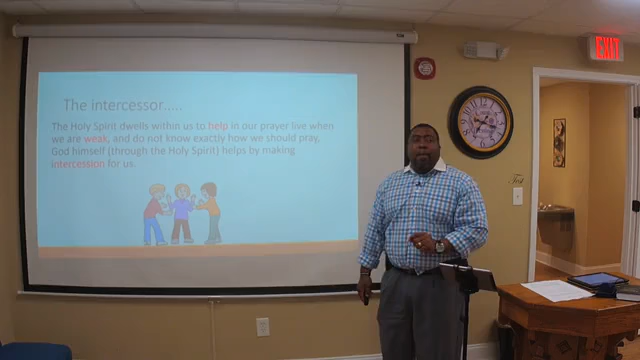 The intercessor.....
The Holy Spirit dwells within us to help in our prayer live when
we are weak, and do not know exactly how we should pray,
God himself (through the Holy Spirit) helps by making
intercession for us.
EXIT